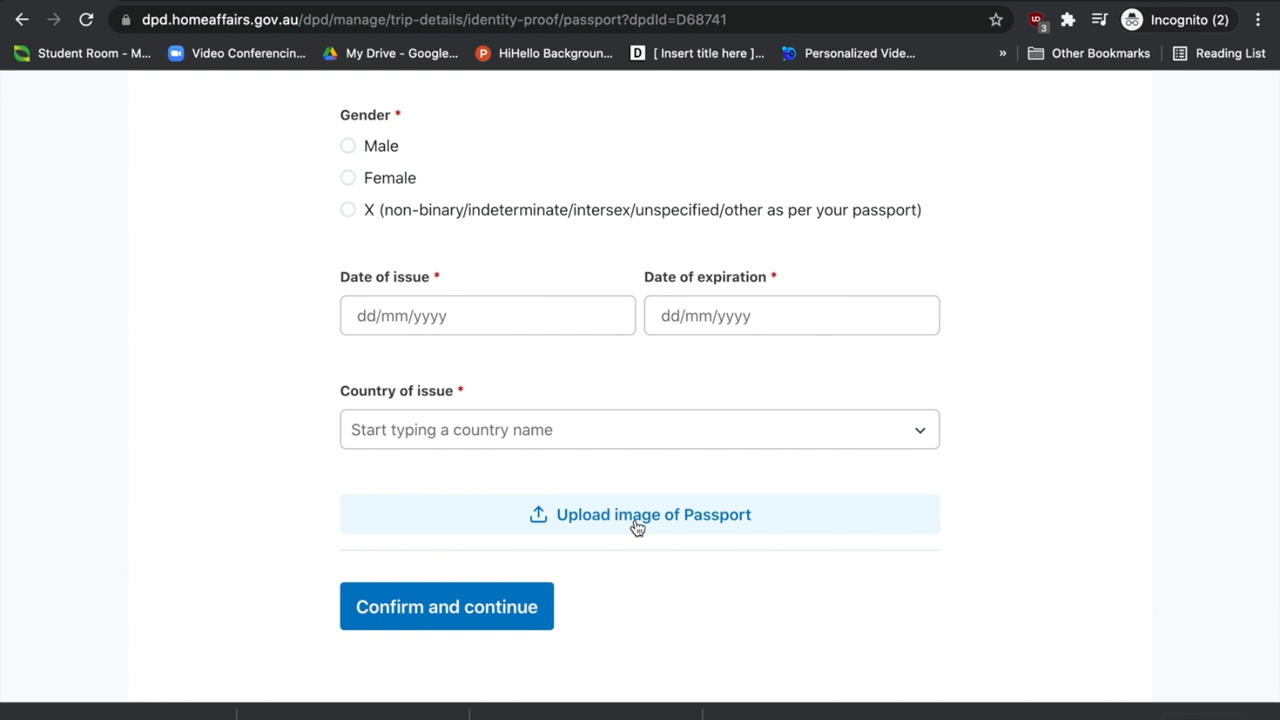 dpd.homeaffairs.gov.au/dpd/manage/trip-details/identity-proof/passport?dpdId=D68741
3
Incognito (2)
Student Room - M...
Video Conferencin...
My Drive - Google...
P
HiHello Backgroun...
D
[ Insert title here ]...
Personalized Vide...
»
Other Bookmarks
Reading List
Gender *
Male
Female
X (non-binary/indeterminate/intersex/unspecified/other as per your passport)
Date of issue *
Date of expiration *
dd/mm/yyyy
dd/mm/yyyy
Country of issue *
Start typing a country name
Upload image of Passport
Confirm and continue